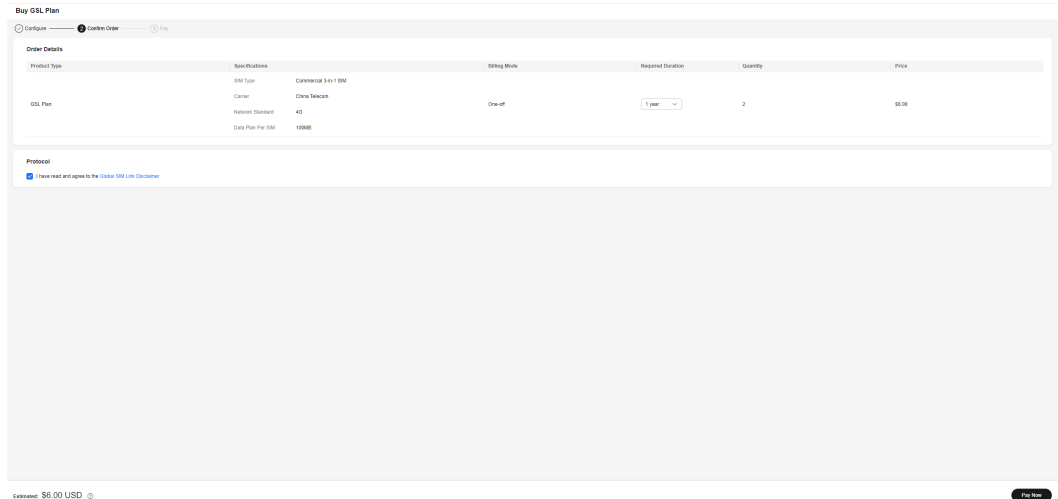 Buy GSL Plan
Configure 2 Confirm Order 3 Pay
Order Details
Product Type Specifications Billing Mode Required Duration Quantity Price
SIM Type Commercial 3-in-1 SIM
Carrier China Telecom
GSL Plan One-off 1 year 2 $6.00
Network Standard 4G
Data Plan Per SIM 100MB
Protocol
I have read and agree to the Global SIM Link Disclaimer
Estimated: $6.00 USD Pay Now